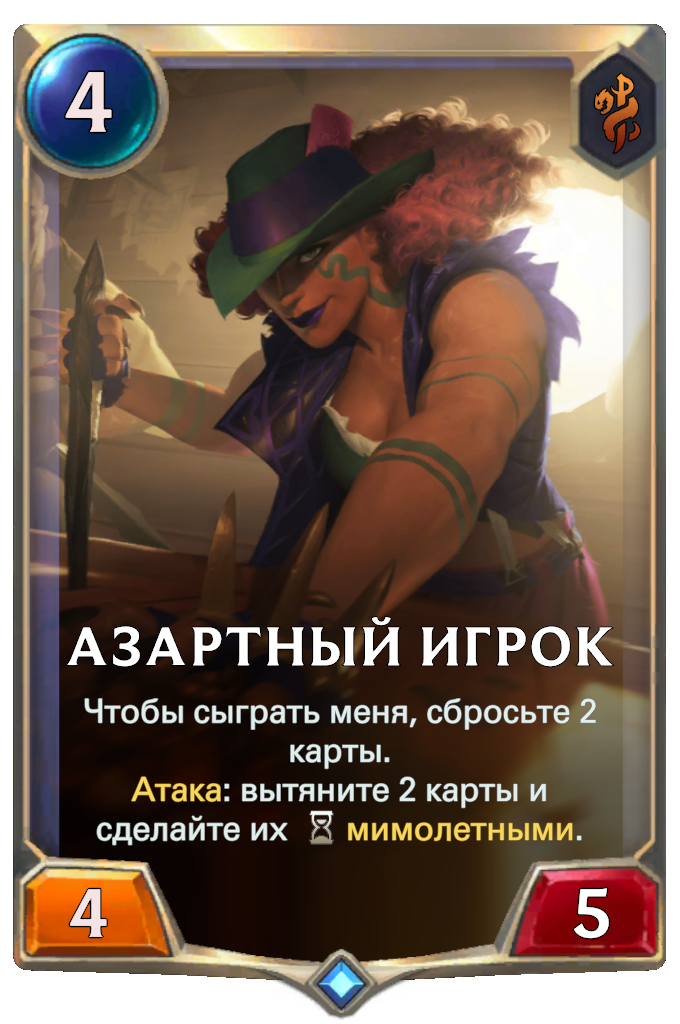 4
АЗАРТНЫЙ ИГРОК
Чтобы сыграть меня, сбросьте 2
карты.
Атака: вытяните 2 карты и
сделайте их мимолетными.
4
5